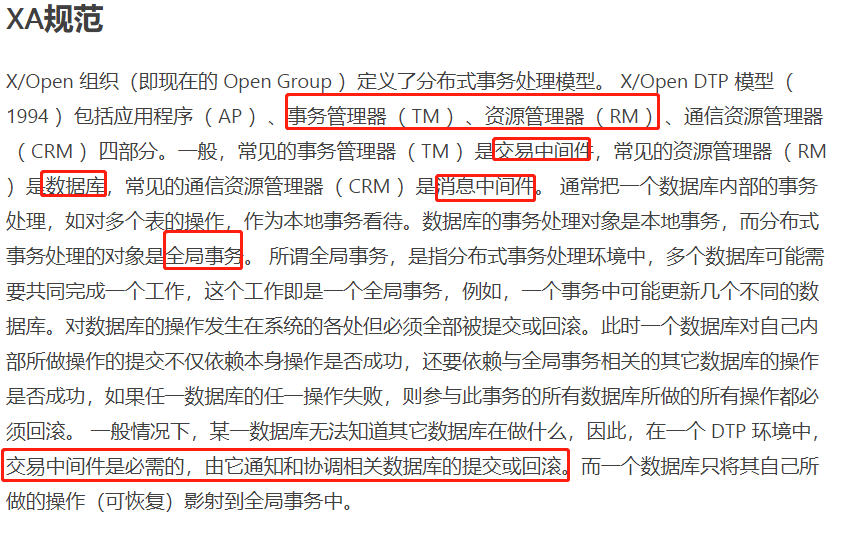 XA规范
X/Open 组织（即现在的 Open Group ）定义了分布式事务处理模型。 X/Open DTP 模型（
1994 ）包括应用程序（ AP ）、事务管理器（ TM ）、资源管理器（ RM ）、通信资源管理器
（ CRM ）四部分。一般，常见的事务管理器（ TM ）是交易中间件，常见的资源管理器（ RM
）是数据库，常见的通信资源管理器（ CRM ）是消息中间件。 通常把一个数据库内部的事务
处理，如对多个表的操作，作为本地事务看待。数据库的事务处理对象是本地事务，而分布式
事务处理的对象是全局事务。 所谓全局事务，是指分布式事务处理环境中，多个数据库可能需
要共同完成一个工作，这个工作即是一个全局事务，例如，一个事务中可能更新几个不同的数
据库。对数据库的操作发生在系统的各处但必须全部被提交或回滚。此时一个数据库对自己内
部所做操作的提交不仅依赖本身操作是否成功，还要依赖与全局事务相关的其它数据库的操作
是否成功，如果任一数据库的任一操作失败，则参与此事务的所有数据库所做的所有操作都必
须回滚。 一般情况下，某一数据库无法知道其它数据库在做什么，因此，在一个 DTP 环境中，
交易中间件是必需的，由它通知和协调相关数据库的提交或回滚。而一个数据库只将其自己所
做的操作（可恢复）影射到全局事务中。